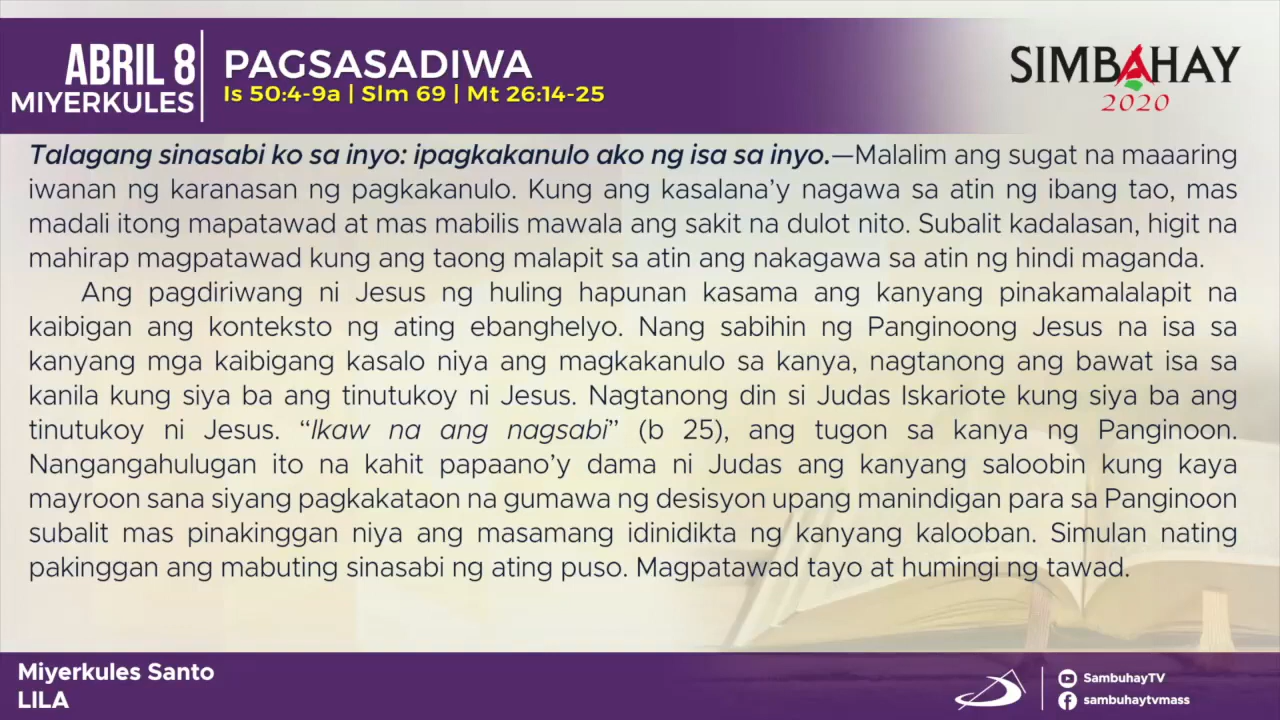 ABRIL 8
MIYERKULES
PAGSASADIWA
Is 50:4-9a | Slm 69 | Mt 26:14-25
SIMBAHAY
2020
Talagang sinasabi ko sa inyo: ipagkakanulo ako ng isa sa inyo.—Malalim ang sugat na maaaring
iwanan ng karanasan ng pagkakanulo. Kung ang kasalana’y nagawa sa atin ng ibang tao, mas
madali itong mapatawad at mas mabilis mawala ang sakit na dulot nito. Subalit kadalasan, higit na
mahirap magpatawad kung ang taong malapit sa atin ang nakagawa sa atin ng hindi maganda.
Ang pagdiriwang ni Jesus ng huling hapunan kasama ang kanyang pinakamalalapit na
kaibigan ang konteksto ng ating ebanghelyo. Nang sabihin ng Panginoong Jesus na isa sa
kanyang mga kaibigang kasalo niya ang magkakanulo sa kanya, nagtanong ang bawat isa sa
kanila kung siya ba ang tinutukoy ni Jesus. Nagtanong din si Judas Iskariote kung siya ba ang
tinutukoy ni Jesus. “Ikaw na ang nagsabi” (b 25), ang tugon sa kanya ng Panginoon.
Nangangahulugan ito na kahit papaano’y dama ni Judas ang kanyang saloobin kung kaya
mayroon sana siyang pagkakataon na gumawa ng desisyon upang manindigan para sa Panginoon
subalit mas pinakinggan niya ang masamang idinidikta ng kanyang kalooban. Simulan nating
pakinggan ang mabuting sinasabi ng ating puso. Magpatawad tayo at humingi ng tawad.
Miyerkules Santo
LILA
SambuhayTV
sambuhaytvmass